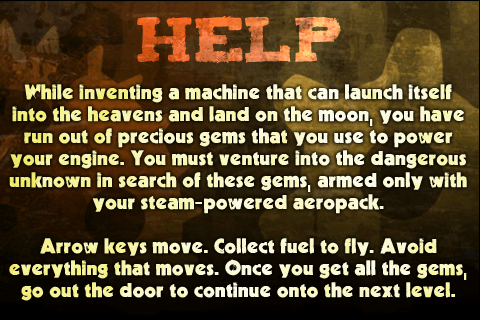 HELP
While inventing a machine that can launch itself
into the heavens and land on the moon, you have
run out of precious gems that you use to power
your engine. You must venture into the dangerous
unknown in search of these gems, armed only with
your steam-powered aeropack.
Arrow keys move. Collect fuel to fly. Avoid
everything that moves. Once you get all the gems,
go out the door to continue onto the next level.